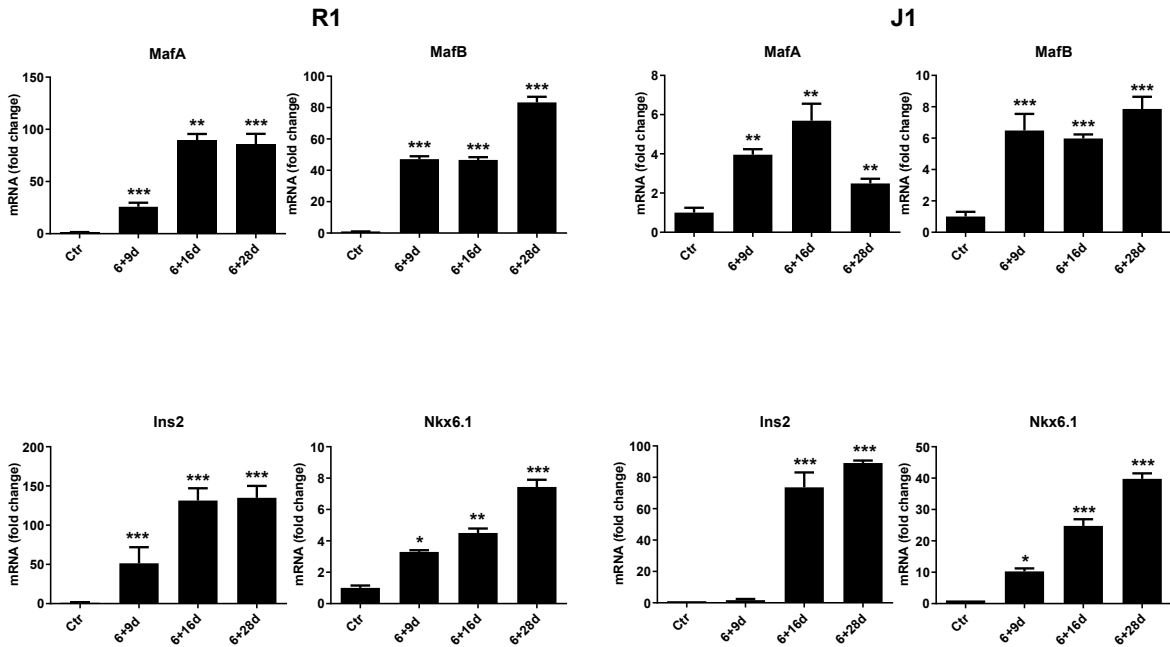 R1
J1
MafA
mRNA (fold change)
150
100
50
0
***
**
***
Ctr
6+9d
6+16d
6+28d
MafB
mRNA (fold change)
100
80
60
40
20
0
***
***
***
Ctr
6+9d
6+16d
6+28d
MafA
mRNA (fold change)
8
6
4
2
0
**
**
**
Ctr
6+9d
6+16d
6+28d
MafB
mRNA (fold change)
10
8
6
4
2
0
***
***
***
Ctr
6+9d
6+16d
6+28d
Ins2
mRNA (fold change)
200
150
100
50
0
***
***
***
Ctr
6+9d
6+16d
6+28d
Nkx6.1
mRNA (fold change)
8
6
4
2
0
*
**
***
Ctr
6+9d
6+16d
6+28d
Ins2
mRNA (fold change)
100
80
60
40
20
0
***
***
Ctr
6+9d
6+16d
6+28d
Nkx6.1
mRNA (fold change)
50
40
30
20
10
0
*
***
***
Ctr
6+9d
6+16d
6+28d